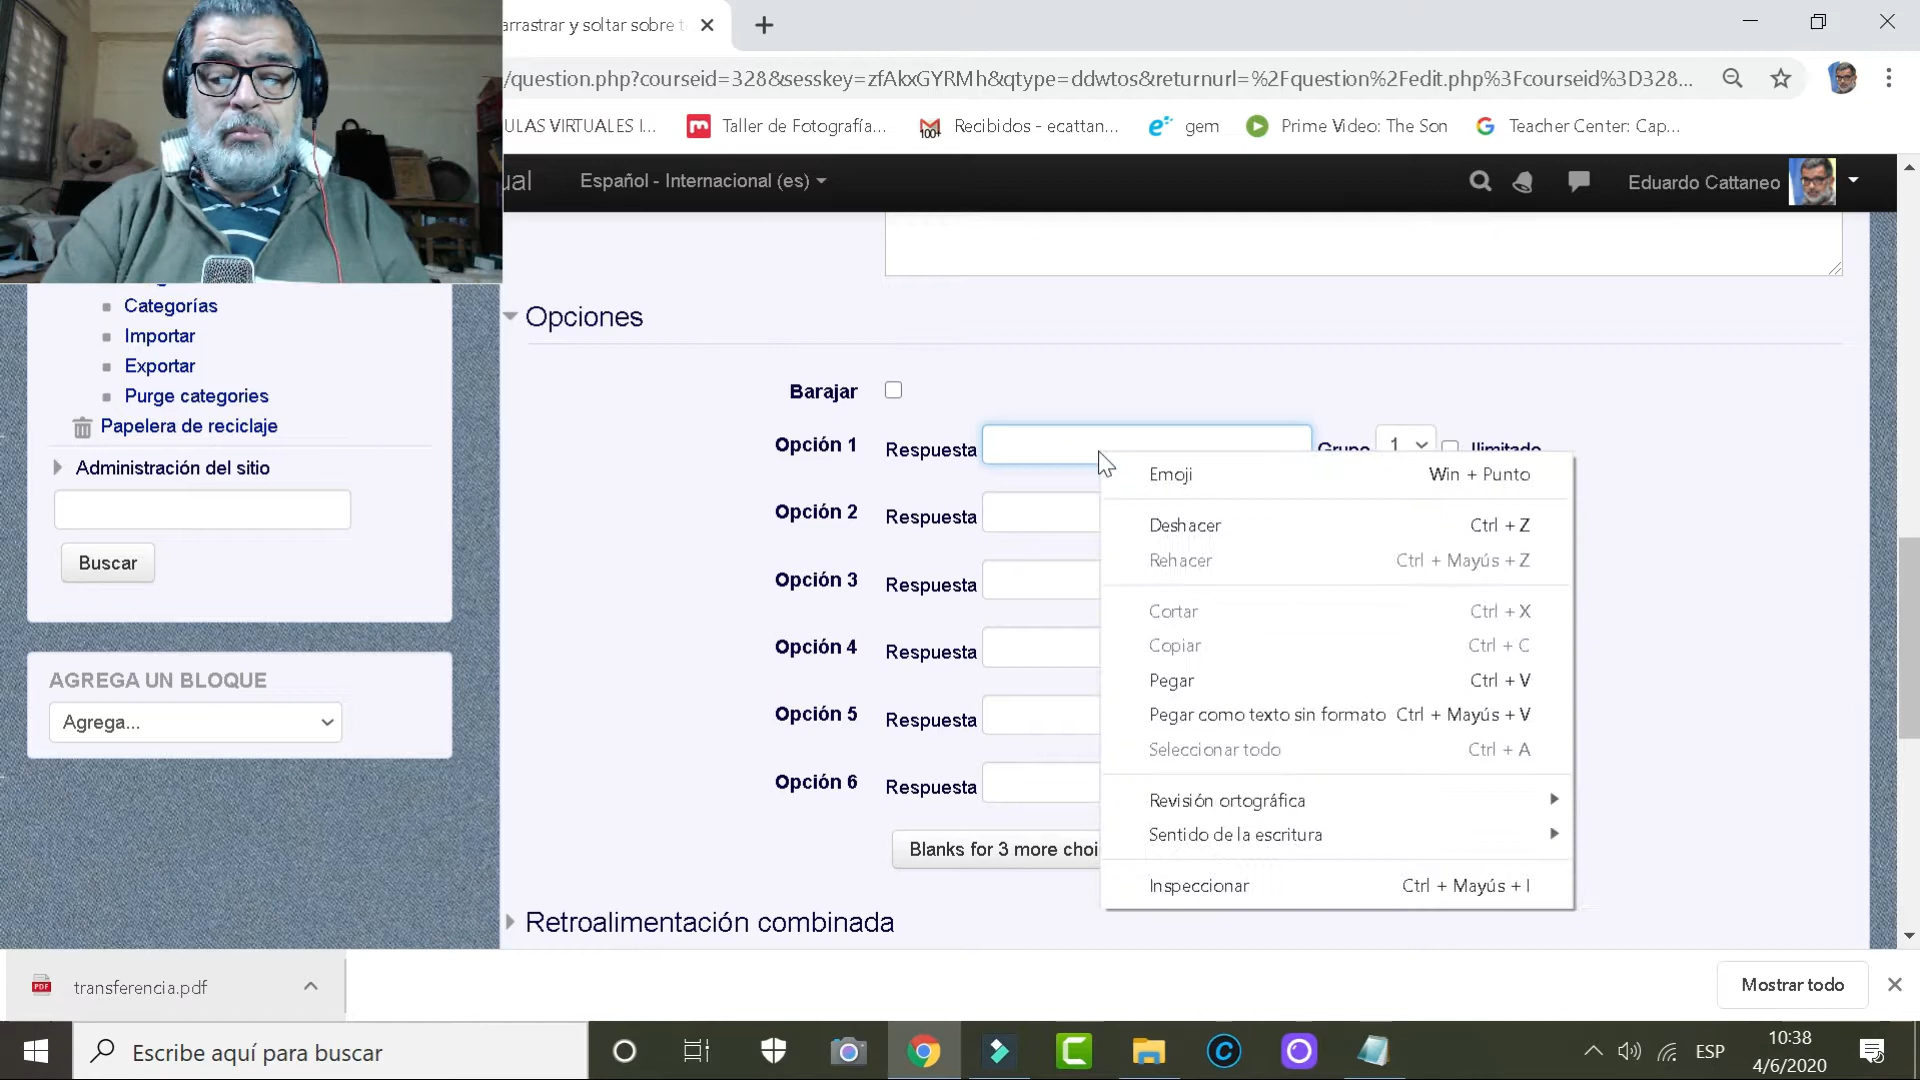 arrastrar y soltar sobre t
/question.php?courseid=328&sesskey=zfAkxGYRMh&qtype=ddwtos&returnurl=%2Fquestion%2Fedit.php%3Fcourseid%3D328...
ULAS VIRTUALES I...
Taller de Fotografía...
Recibidos - ecattan...
gem
Prime Video: The Son
Teacher Center: Cap...
ual
Español - Internacional (es)
Eduardo Cattaneo
Categorías
Importar
Exportar
Purge categories
Papelera de reciclaje
Administración del sitio
Buscar
AGREGA UN BLOQUE
Agrega...
Opciones
Barajar
Opción 1 Respuesta Grupo 1 Ilimitado
Opción 2 Respuesta
Opción 3 Respuesta
Opción 4 Respuesta
Opción 5 Respuesta
Opción 6 Respuesta
Blanks for 3 more choi
Retroalimentación combinada
Emoji Win + Punto
Deshacer Ctrl + Z
Rehacer Ctrl + Mayús + Z
Cortar Ctrl + X
Copiar Ctrl + C
Pegar Ctrl + V
Pegar como texto sin formato Ctrl + Mayús + V
Seleccionar todo Ctrl + A
Revisión ortográfica
Sentido de la escritura
Inspeccionar Ctrl + Mayús + I
PDF transferencia.pdf
Mostrar todo
Escribe aquí para buscar
ESP
10:38
4/6/2020